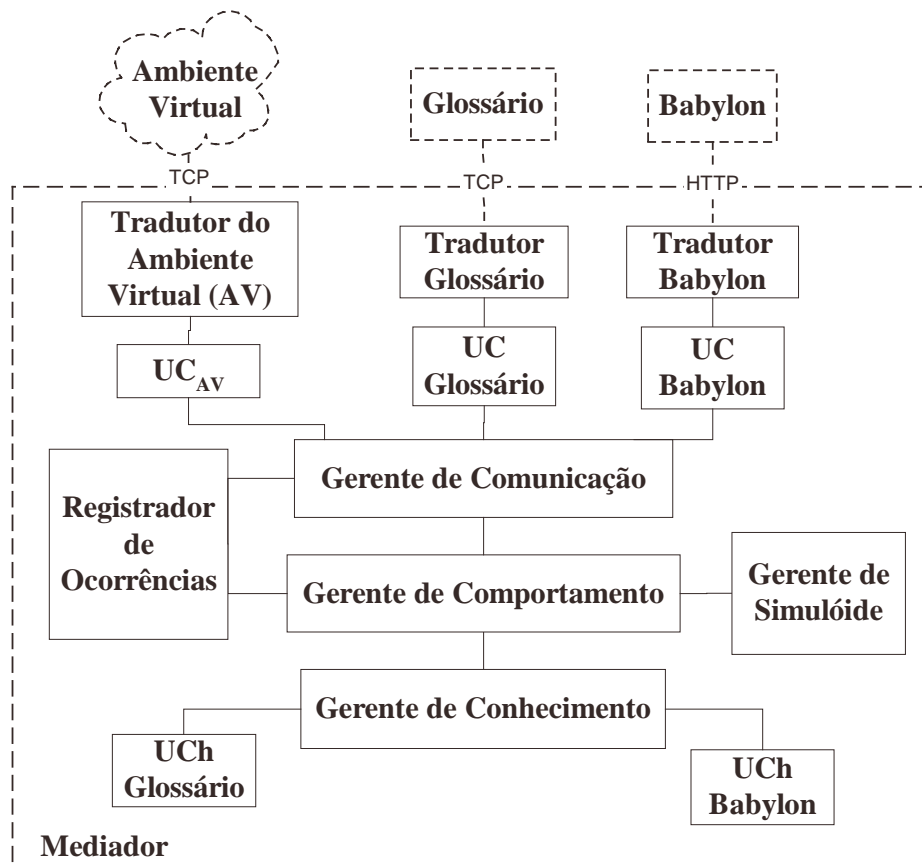 Ambiente
Virtual
Glossário
Babylon
TCP
TCP
HTTP
Tradutor do
Ambiente
Virtual (AV)
Tradutor
Glossário
Tradutor
Babylon
UC AV
UC
Glossário
UC
Babylon
Gerente de Comunicação
Registrador
de
Ocorrências
Gerente de Comportamento
Gerente de
Simulóide
Gerente de Conhecimento
UCh
Glossário
UCh
Babylon
Mediador